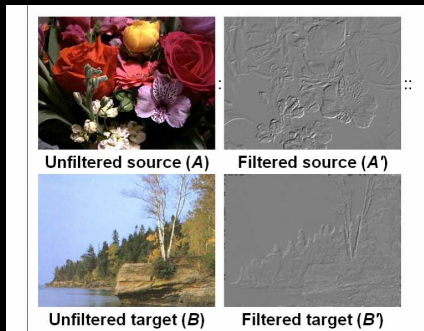 :
::
Unfiltered source (A)
Filtered source (A')
Unfiltered target (B)
Filtered target (B')